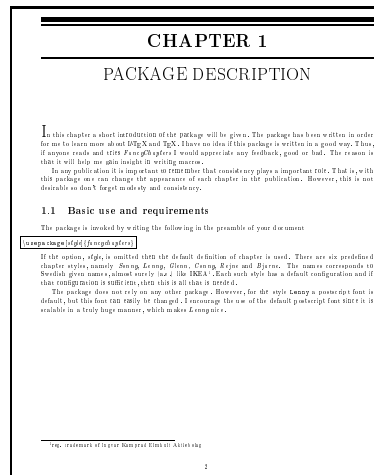 CHAPTER 1
PACKAGE DESCRIPTION
In this chapter a short introduction of the package will be given. The package has been written in order
for me to learn more about LATEX and TEX. I have no idea if this package is written in a good way. Thus,
if anyone reads and tries FancyChapters I would appreciate any feedback, good or bad. The reason is
that it will help me gain insight in writing macros.
In any publication it is important to remember that consistency plays a important role. That is, with
this package one can change the appearance of each chapter in the publication. However, this is not
desirable so don't forget modesty and consistency.
1.1 Basic use and requirements
The package is invoked by writing the following in the preamble of your document
\usepackage[style]{fancychapters}
If the option, style, is omitted then the default definition of chapter is used. There are six predefined
chapter styles, namely Sonny, Lenny, Glenn, Conny, Rejne and Bjarne. The names corresponds to
Swedish given names, almost surely (a.e.) like IKEA¹. Each such style has a default configuration and if
that configuration is sufficient, then this is all that is needed.
The package does not rely on any other package. However, for the style Lenny a postscript font is
default, but this font can easily be changed. I encourage the use of the default postscript font since it is
scalable in a truly huge manner, which makes Lenny nice.
¹reg. trademark of Ingvar Kamprad Elmtaryd Aktiebolag
2